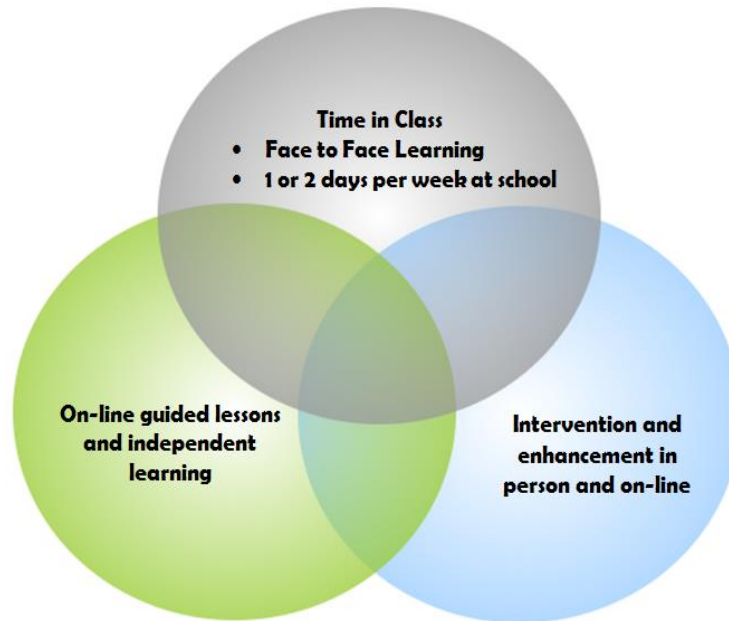 Time in Class
• Face to Face Learning
• 1 or 2 days per week at school
On-line guided lessons
and independent
learning
Intervention and
enhancement in
person and on-line